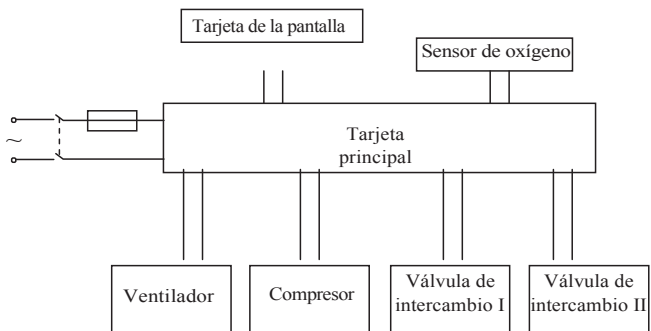 Tarjeta de la pantalla
Sensor de oxígeno
~
Tarjeta
principal
Ventilador
Compresor
Válvula de
intercambio I
Válvula de
intercambio II